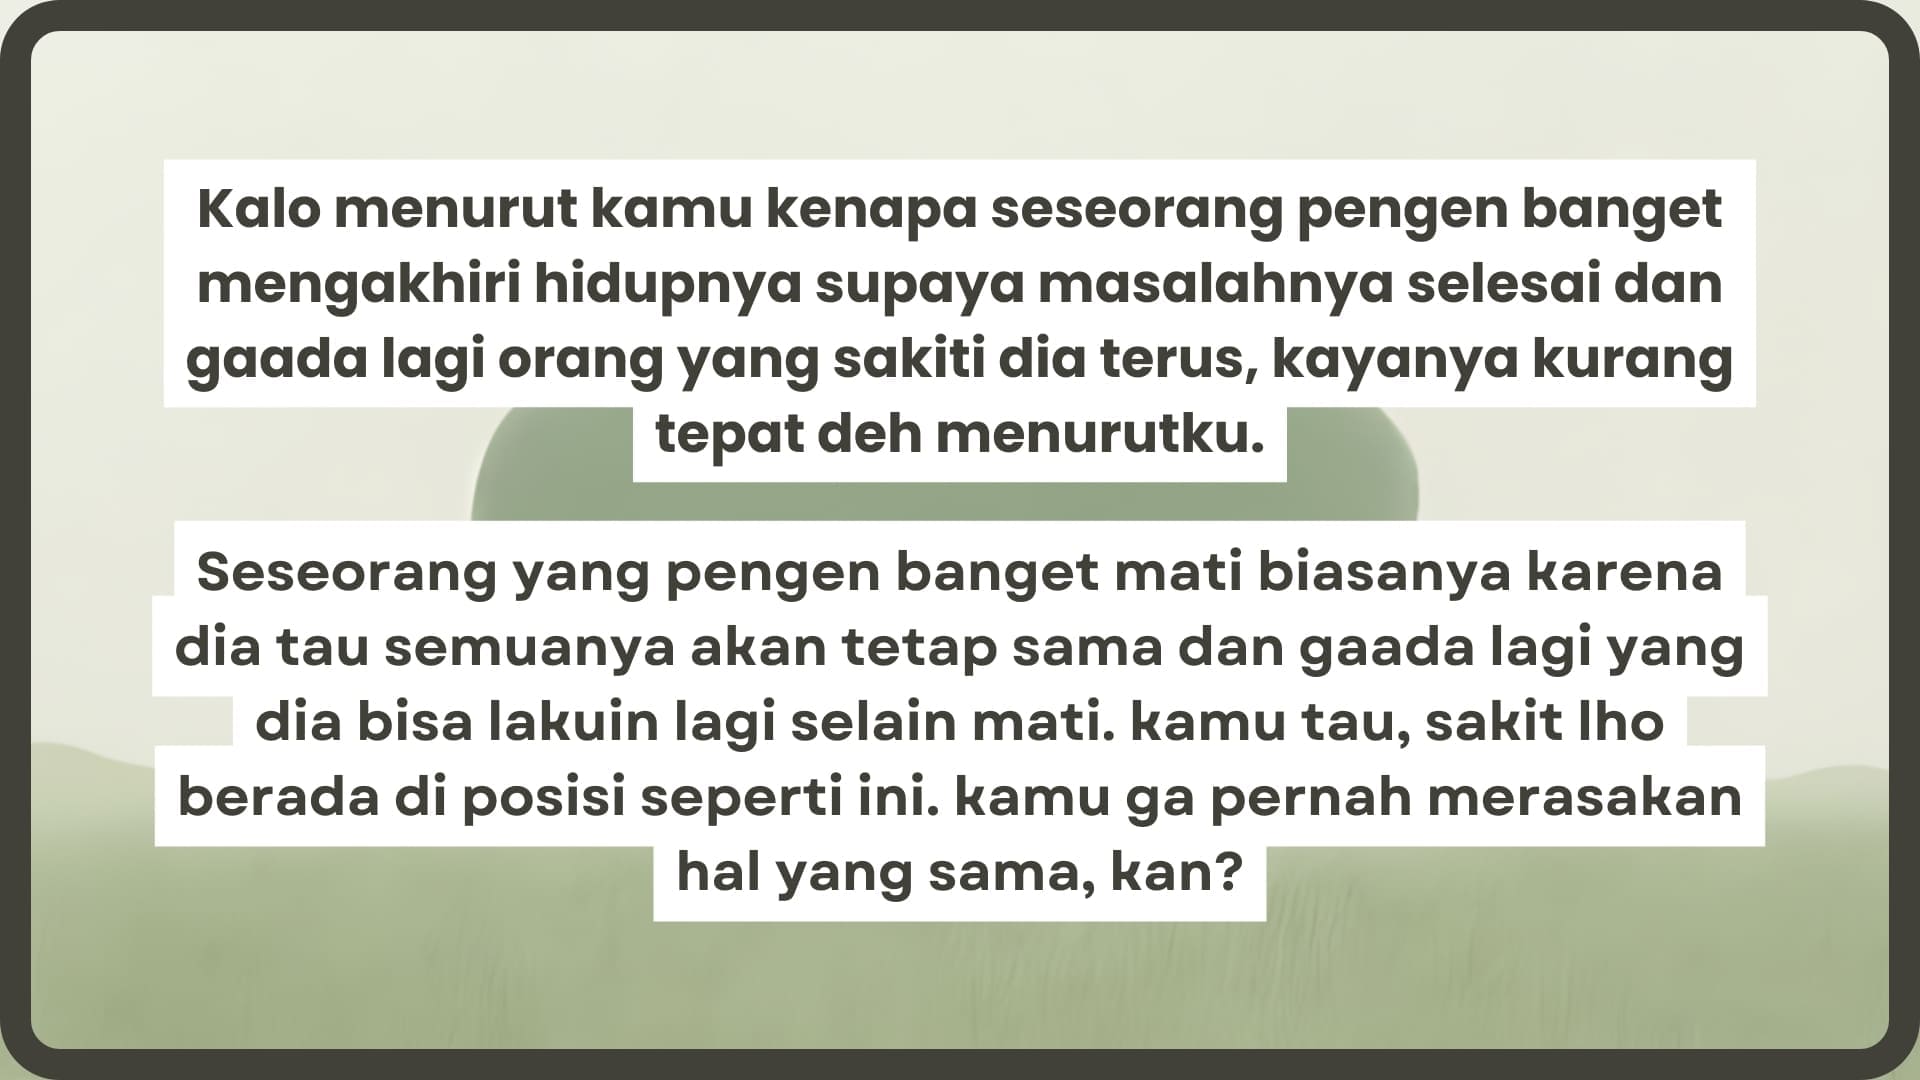 Kalo menurut kamu kenapa seseorang pengen banget
mengakhiri hidupnya supaya masalahnya selesai dan
gaada lagi orang yang sakiti dia terus, kayanya kurang
tepat deh menurutku.
Seseorang yang pengen banget mati biasanya karena
dia tau semuanya akan tetap sama dan gaada lagi yang
dia bisa lakuin lagi selain mati. kamu tau, sakit lho
berada di posisi seperti ini. kamu ga pernah merasakan
hal yang sama, kan?